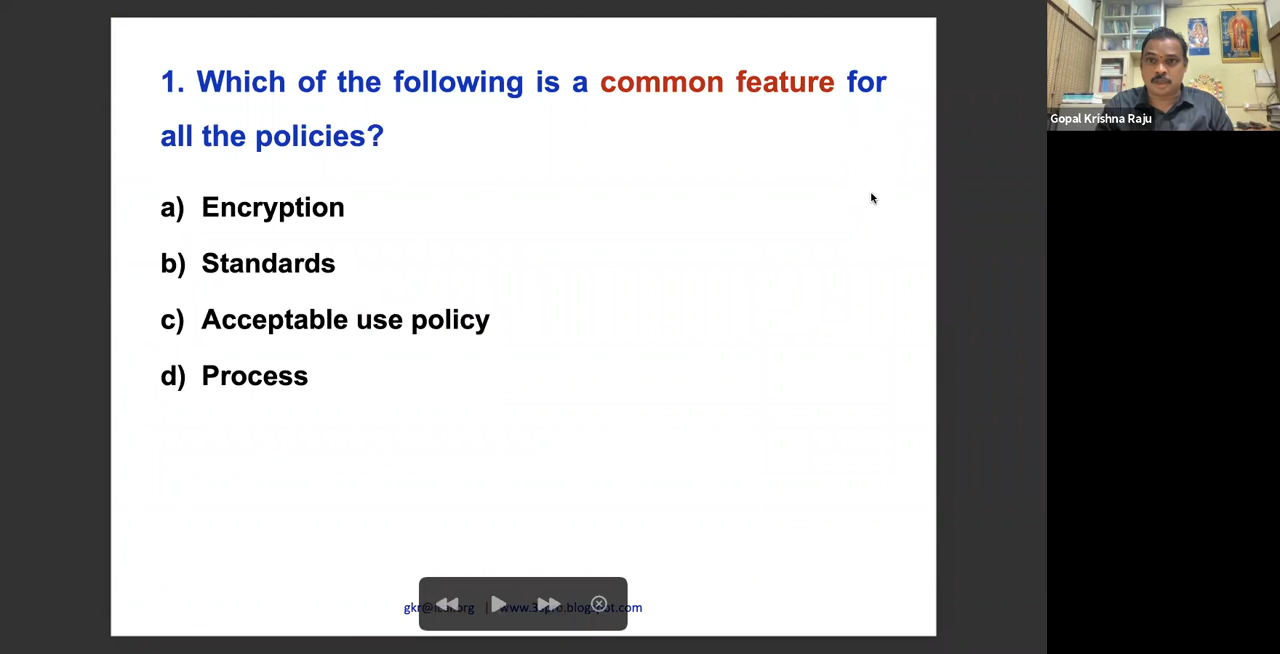 1. Which of the following is a common feature for
all the policies?
a) Encryption
b) Standards
c) Acceptable use policy
d) Process
Gopal Krishna Raju